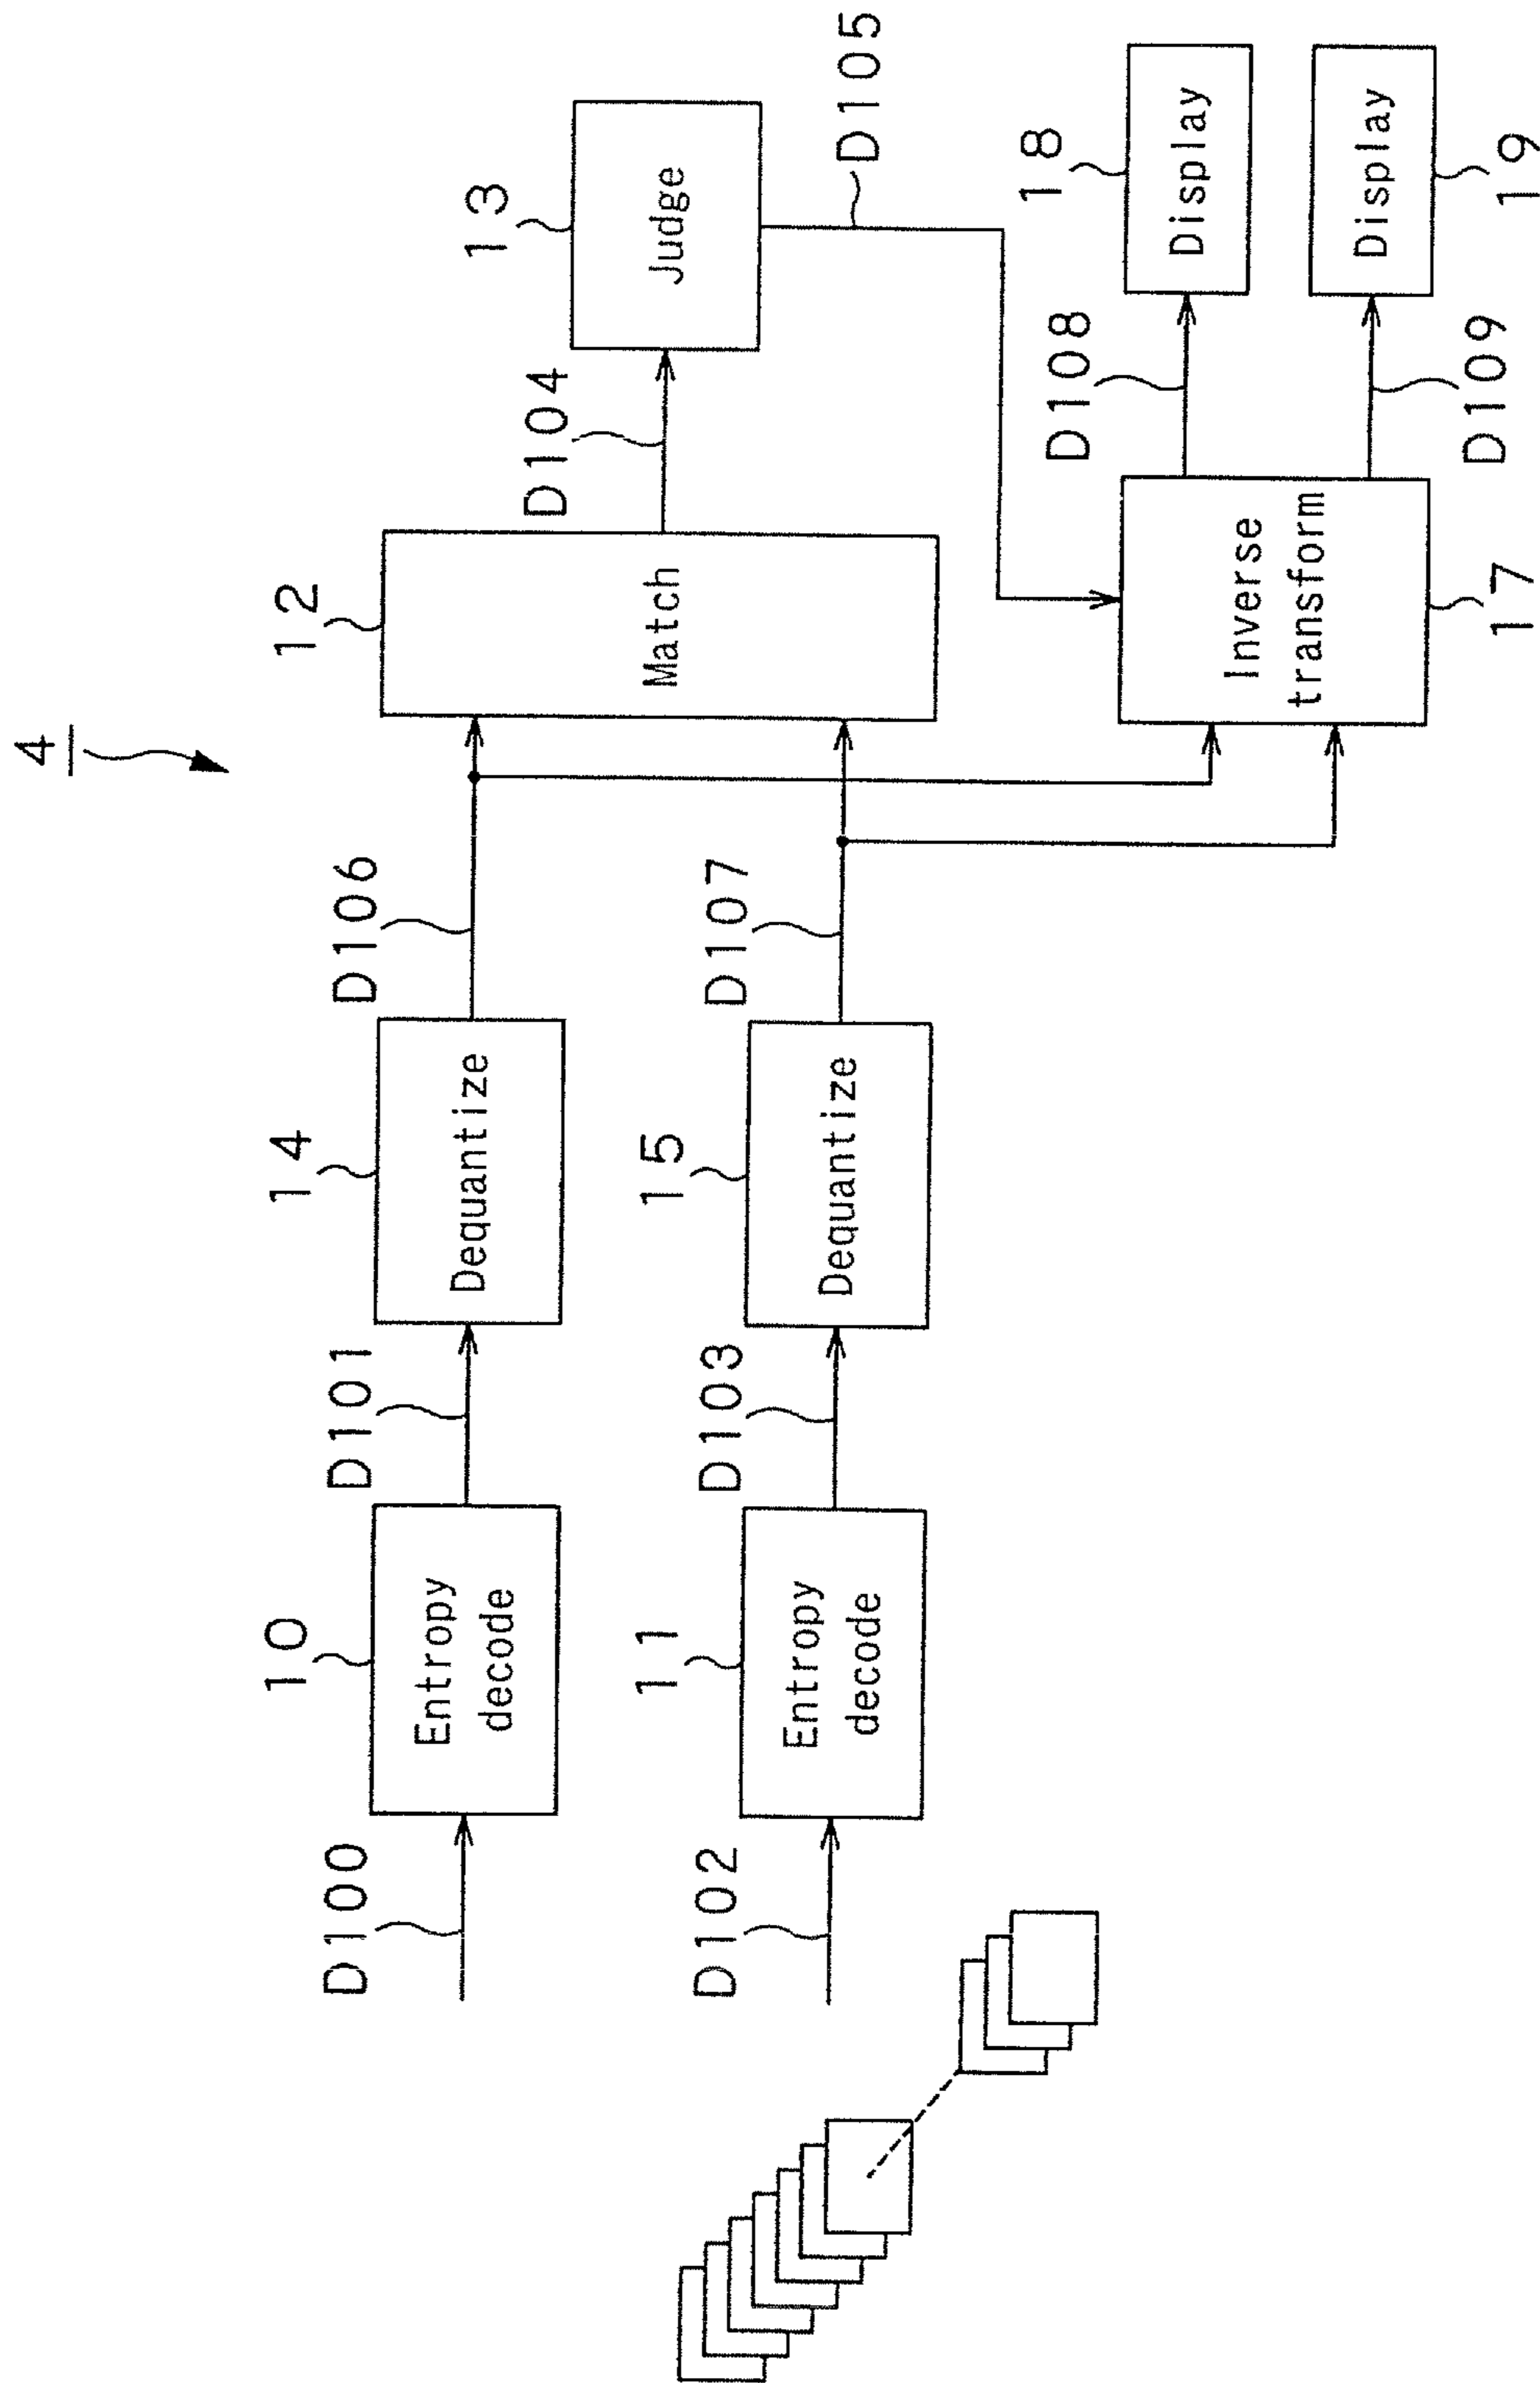 4
D100
10
Entropy
decode
D101
14
Dequantize
D106
12
Match
D104
13
Judge
D105
D102
11
Entropy
decode
D103
15
Dequantize
D107
Inverse
transform
17
D108
18
Display
D109
Display
19